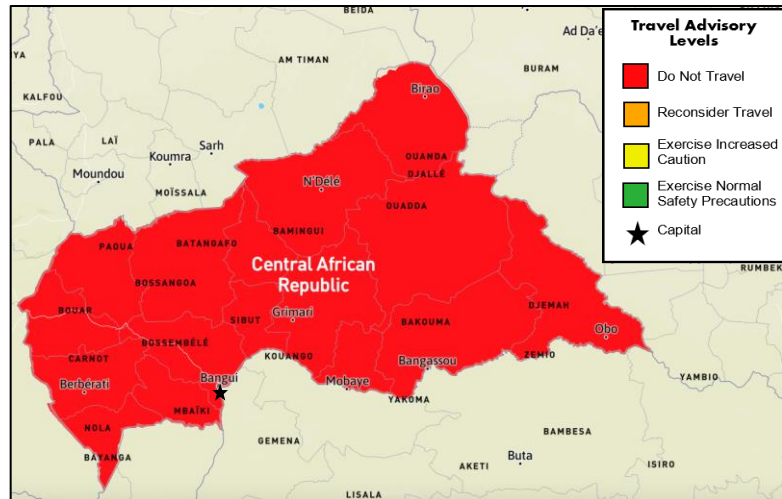 BEIDA
Ad Da'e
AM TIMAN
BURAM
KALFOU
Birao
PALA
LAÏ
Sarh
Koumra
Moundou
MOÏSSALA
OUANDA
DJALLÉ
N'Délé
OUADDA
BAMINGUI
PAOUA
BATANGAFO
Central African
Republic
RUMBEK
BOSSANGOA
DJEMAH
BOUAR
SIBUT
Grimari
BAKOUMA
Obo
BOSSEMBÉLÉ
CARNOT
KOUANGO
ZEMIO
Bangassou
Bangui
Berbérati
Mobaye
YAMBIO
YAKOMA
MBAÏKI
NOLA
BAMBESA
GEMENA
BAYANGA
Buta
AKETI
ISIRO
LISALA
Travel Advisory
Levels
Do Not Travel
Reconsider Travel
Exercise Increased
Caution
Exercise Normal
Safety Precautions
Capital